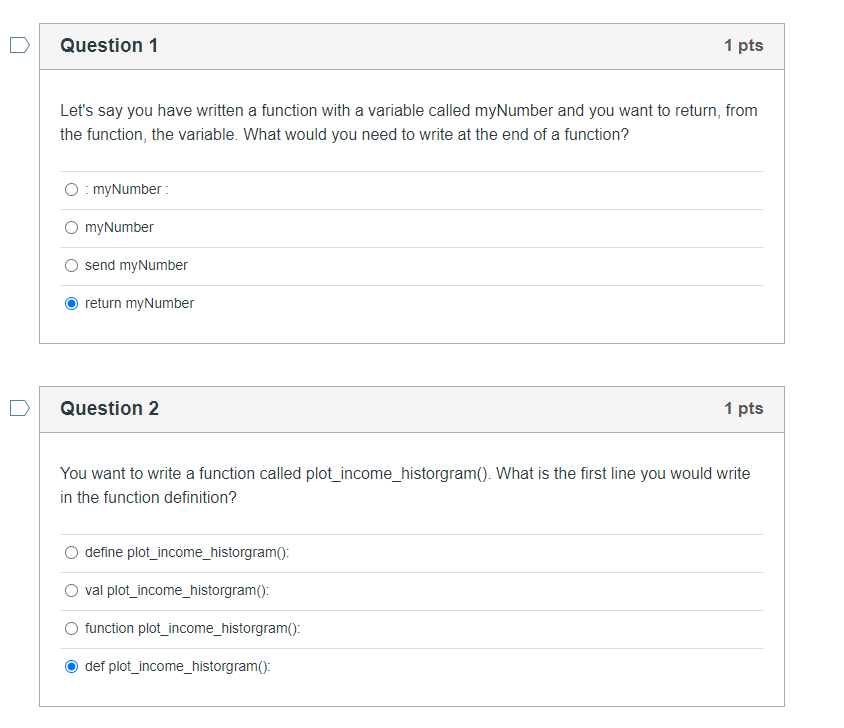 Question 1
1 pts
Let's say you have written a function with a variable called myNumber and you want to return, from
the function, the variable. What would you need to write at the end of a function?
: myNumber :
myNumber
send myNumber
return myNumber
Question 2
1 pts
You want to write a function called plot_income_historgram(). What is the first line you would write
in the function definition?
define plot_income_historgram():
val plot_income_historgram():
function plot_income_historgram():
def plot_income_historgram():